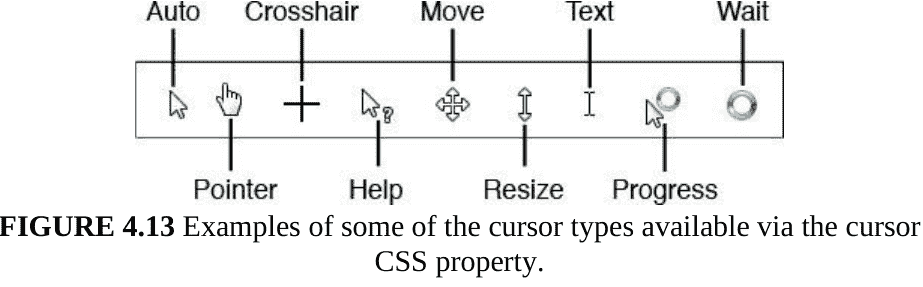 Auto Crosshair Move Text Wait
Pointer Help Resize Progress
FIGURE 4.13 Examples of some of the cursor types available via the cursor
CSS property.